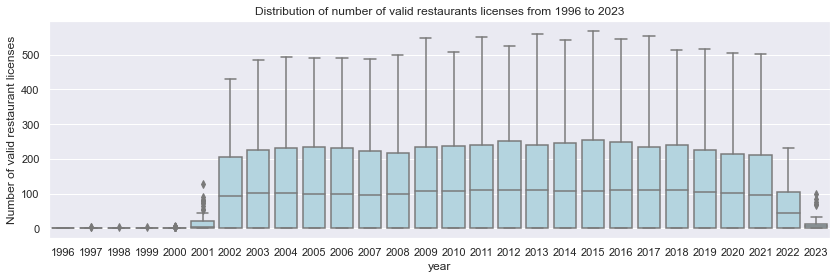 Distribution of number of valid restaurants licenses from 1996 to 2023
Number of valid restaurant licenses
500
400
300
200
100
0
1996 1997 1998 1999 2000 2001 2002 2003 2004 2005 2006 2007 2008 2009 2010 2011 2012 2013 2014 2015 2016 2017 2018 2019 2020 2021 2022 2023
year